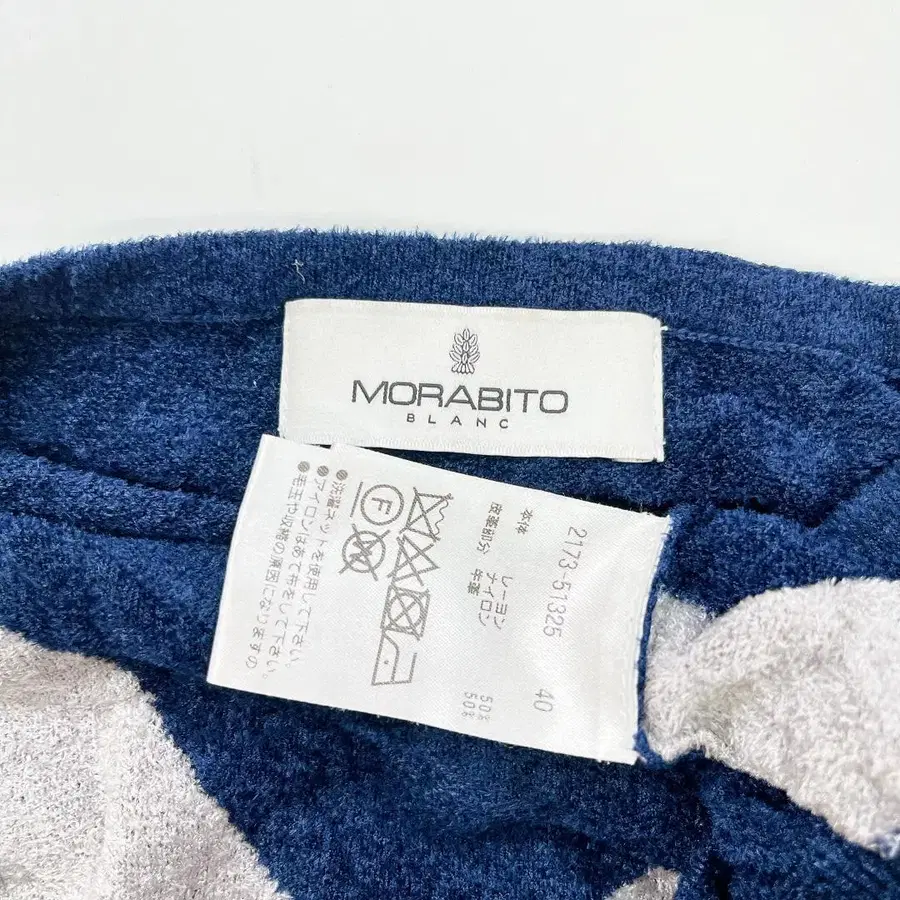 MORABITO
BLANC
2173-51325 40
本体 レーヨン 50%
ナイロン 50%
皮革部分 牛革
F
●洗濯ネットを使用して下さい。
●アイロンはあて布をして下さい。
●毛玉や収縮の原因になりますの